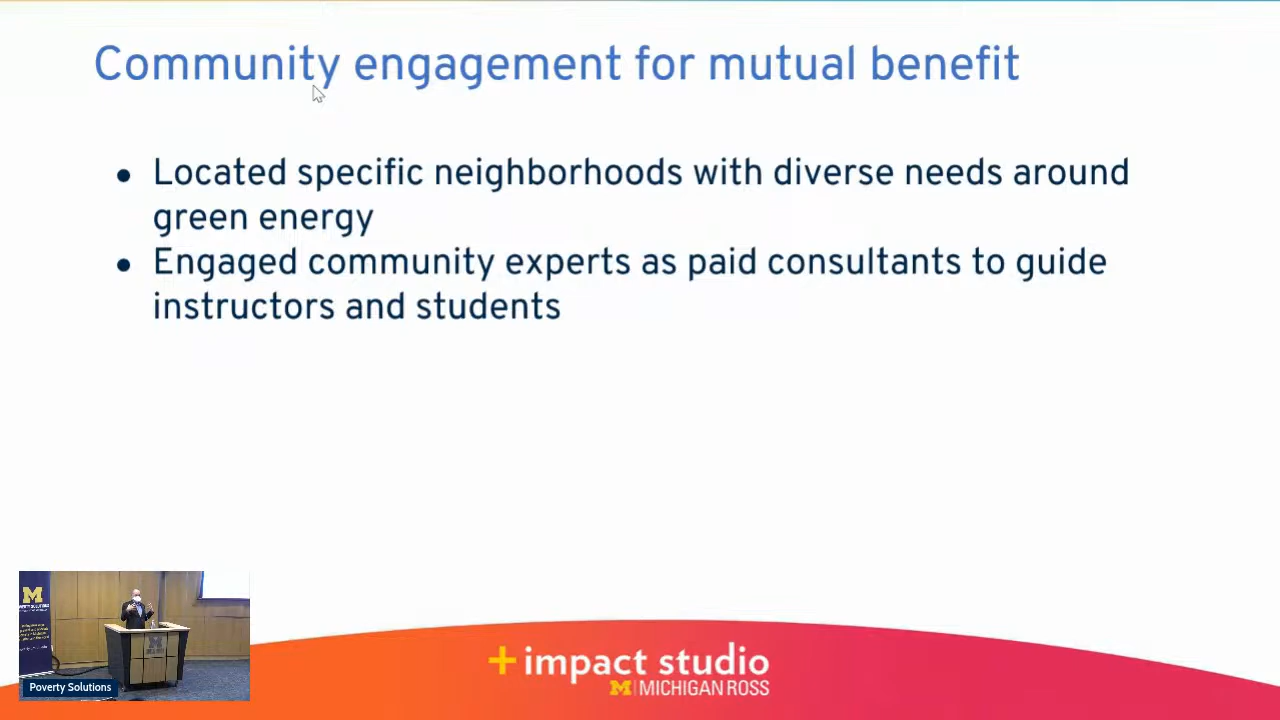 Community engagement for mutual benefit
● Located specific neighborhoods with diverse needs around
green energy
● Engaged community experts as paid consultants to guide
instructors and students
+impact studio
M | MICHIGAN ROSS
M
Poverty Solutions